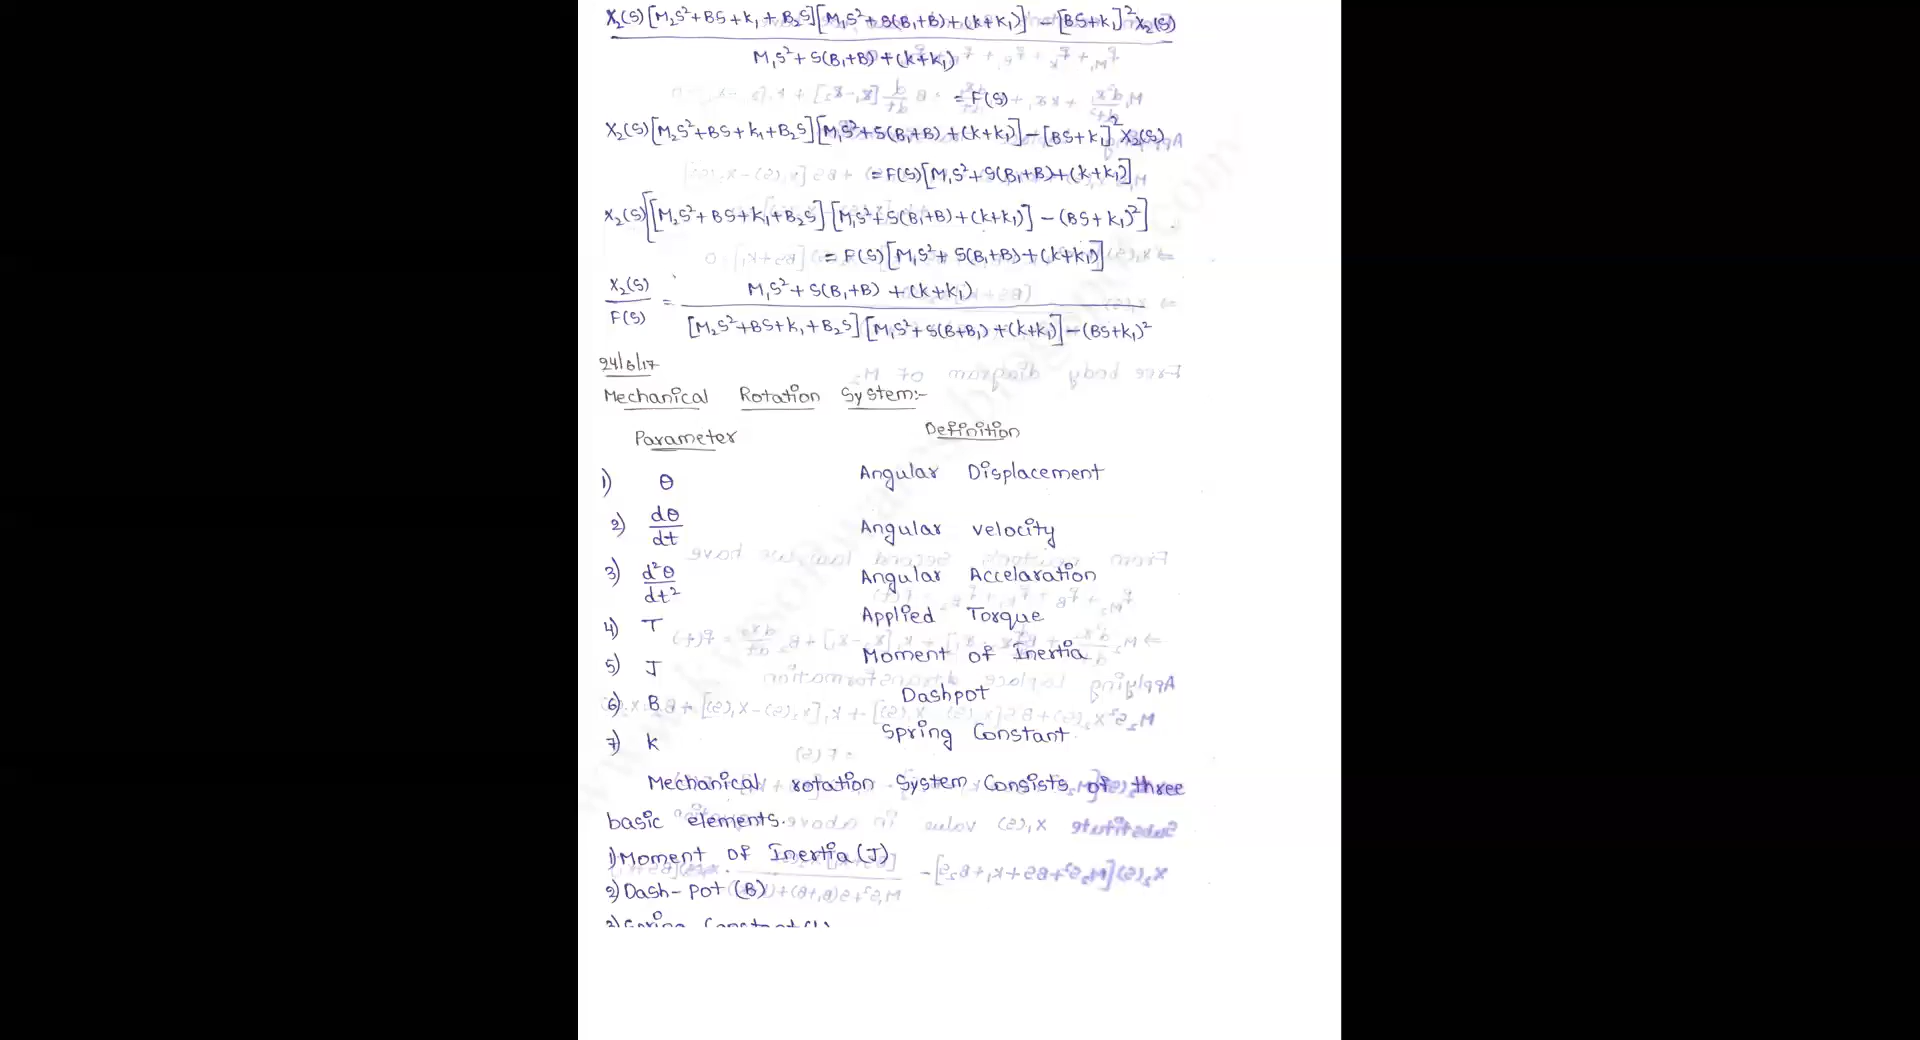 X₂(S)[M₂S²+BS+K₁+B₂S][M₁S²+S(B₁+B)+(K+K₁)] - [BS+K₁]²X₂(S)
M₁S²+S(B₁+B)+(K+K₁)
= F(S)
X₂(S)[M₂S²+BS+K₁+B₂S][M₁S²+S(B₁+B)+(K+K₁)] - [BS+K₁]²X₂(S)
= F(S)[M₁S²+S(B₁+B)+(K+K₁)]
X₂(S)[[M₂S²+BS+K₁+B₂S][M₁S²+S(B₁+B)+(K+K₁)] - (BS+K₁)²]
= F(S)[M₁S²+S(B₁+B)+(K+K₁)]
X₂(S)/F(S) = M₁S²+S(B₁+B)+(K+K₁) / [M₂S²+BS+K₁+B₂S][M₁S²+S(B+B₁)+(K+K₁)] - (BS+K₁)²
24/6/17
Mechanical Rotation System:-
Parameter Definition
1) θ Angular Displacement
2) dθ/dt Angular velocity
3) d²θ/dt² Angular Accelaration
4) T Applied Torque
5) J Moment of Inertia
6) B Dashpot
7) K Spring Constant
Mechanical rotation System Consists of three
basic elements.
1) Moment of Inertia (J)
2) Dash-pot (B)